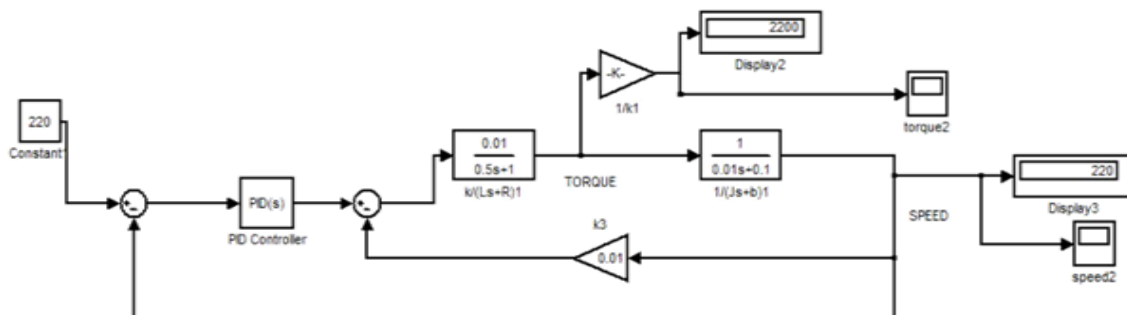 2200
Display2
-K-
1/k1
torque2
220
Constant1
0.01
0.5s+1
k/(Ls+R)1
TORQUE
1
0.01s+0.1
1/(Js+b)1
220
Display3
PID(s)
PID Controller
SPEED
k3
0.01
speed2